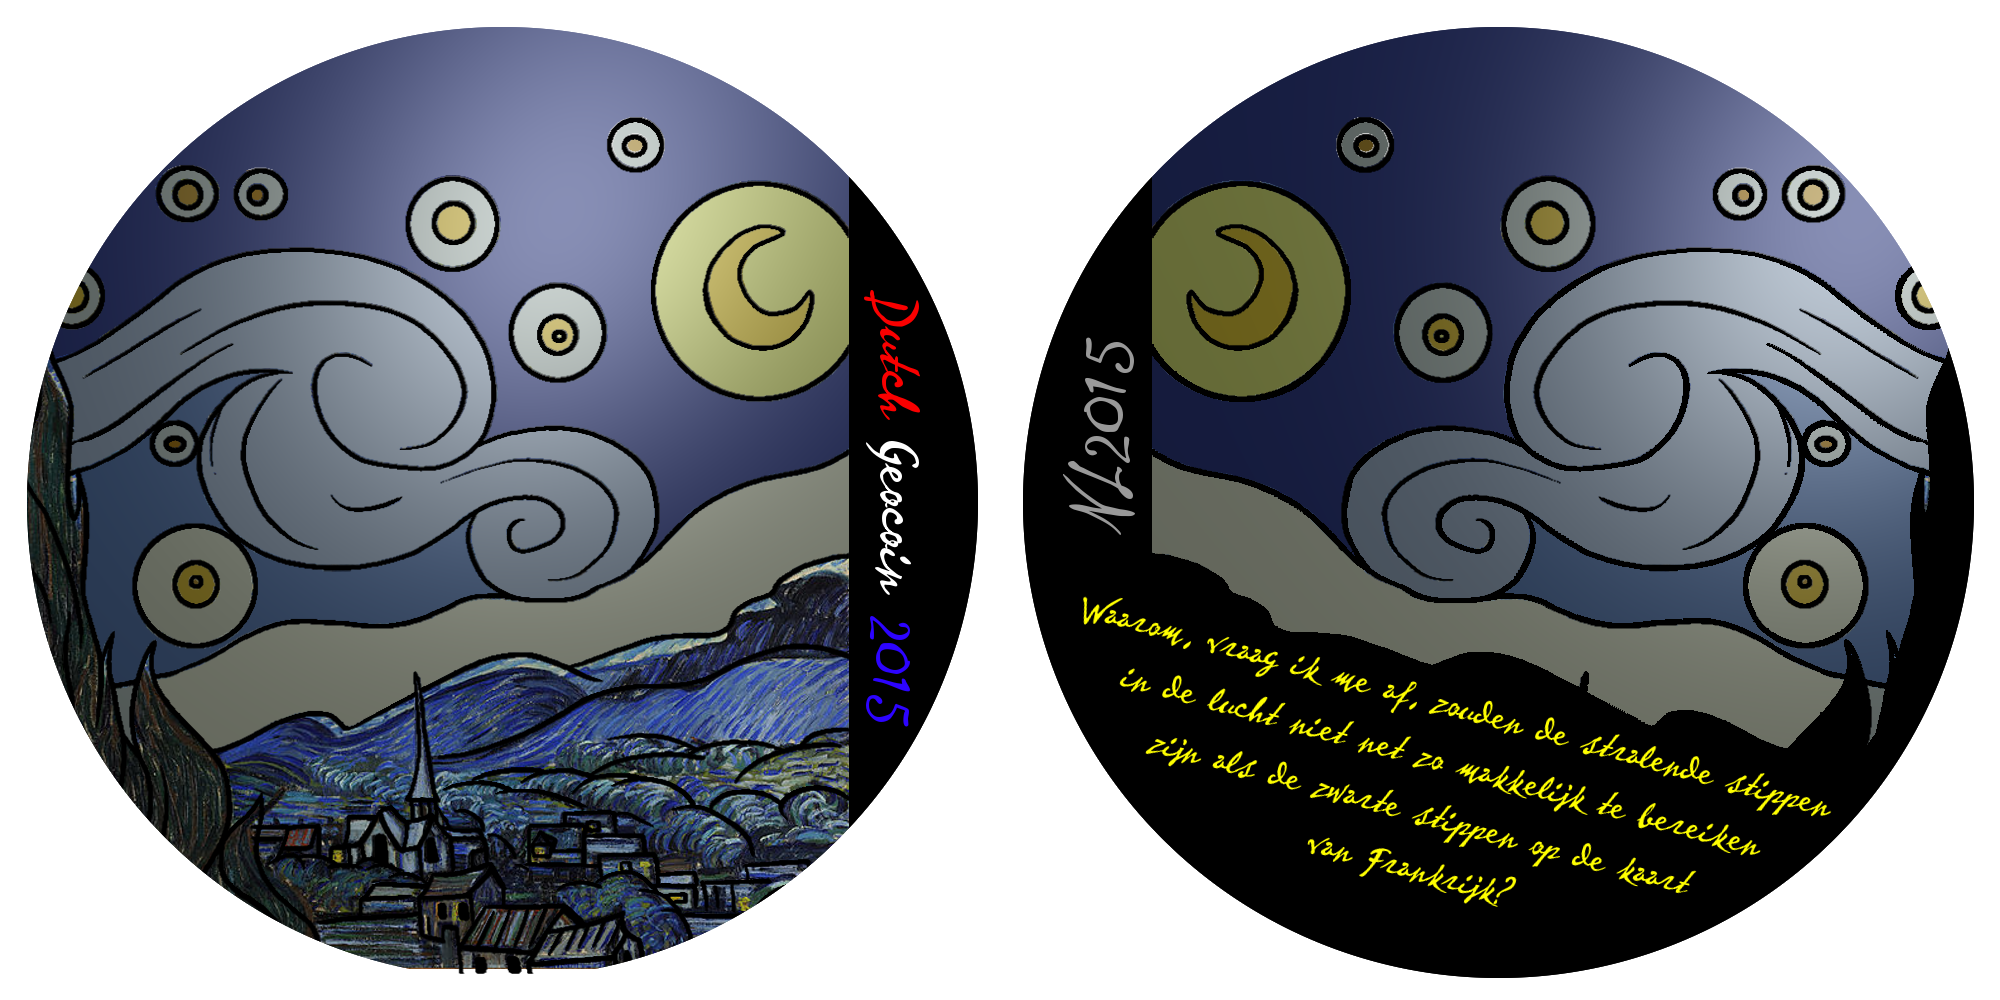 Dutch Geocoin 2015
NL2015
Waarom, vraag ik me af, zouden de stralende stippen
in de lucht niet net zo makkelijk te bereiken
zijn als de zwarte stippen op de kaart
van Frankrijk?